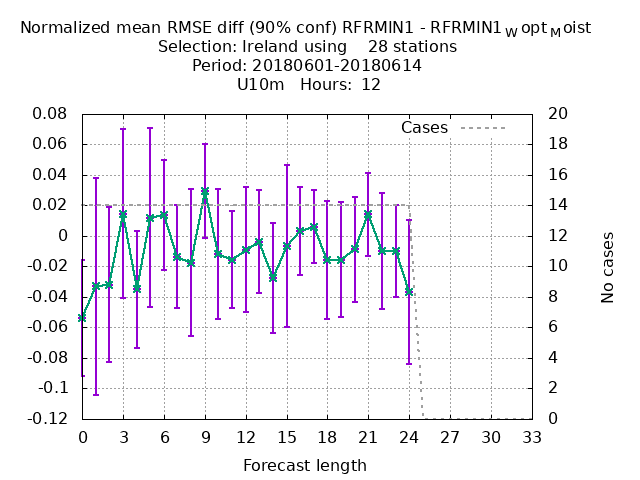 Normalized mean RMSE diff (90% conf) RFRMIN1 - RFRMIN1WoptMoist
Selection: Ireland using 28 stations
Period: 20180601-20180614
U10m Hours: 12
Cases
0.08
0.06
0.04
0.02
0
-0.02
-0.04
-0.06
-0.08
-0.1
-0.12
20
18
16
14
12
10
8
6
4
2
0
No cases
0 3 6 9 12 15 18 21 24 27 30 33
Forecast length